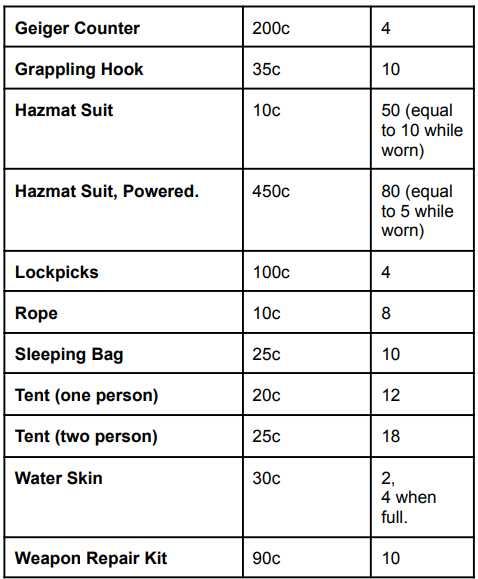 Geiger Counter 200c 4
Grappling Hook 35c 10
Hazmat Suit 10c 50 (equal
to 10 while
worn)
Hazmat Suit, Powered. 450c 80 (equal
to 5 while
worn)
Lockpicks 100c 4
Rope 10c 8
Sleeping Bag 25c 10
Tent (one person) 20c 12
Tent (two person) 25c 18
Water Skin 30c 2,
4 when
full.
Weapon Repair Kit 90c 10